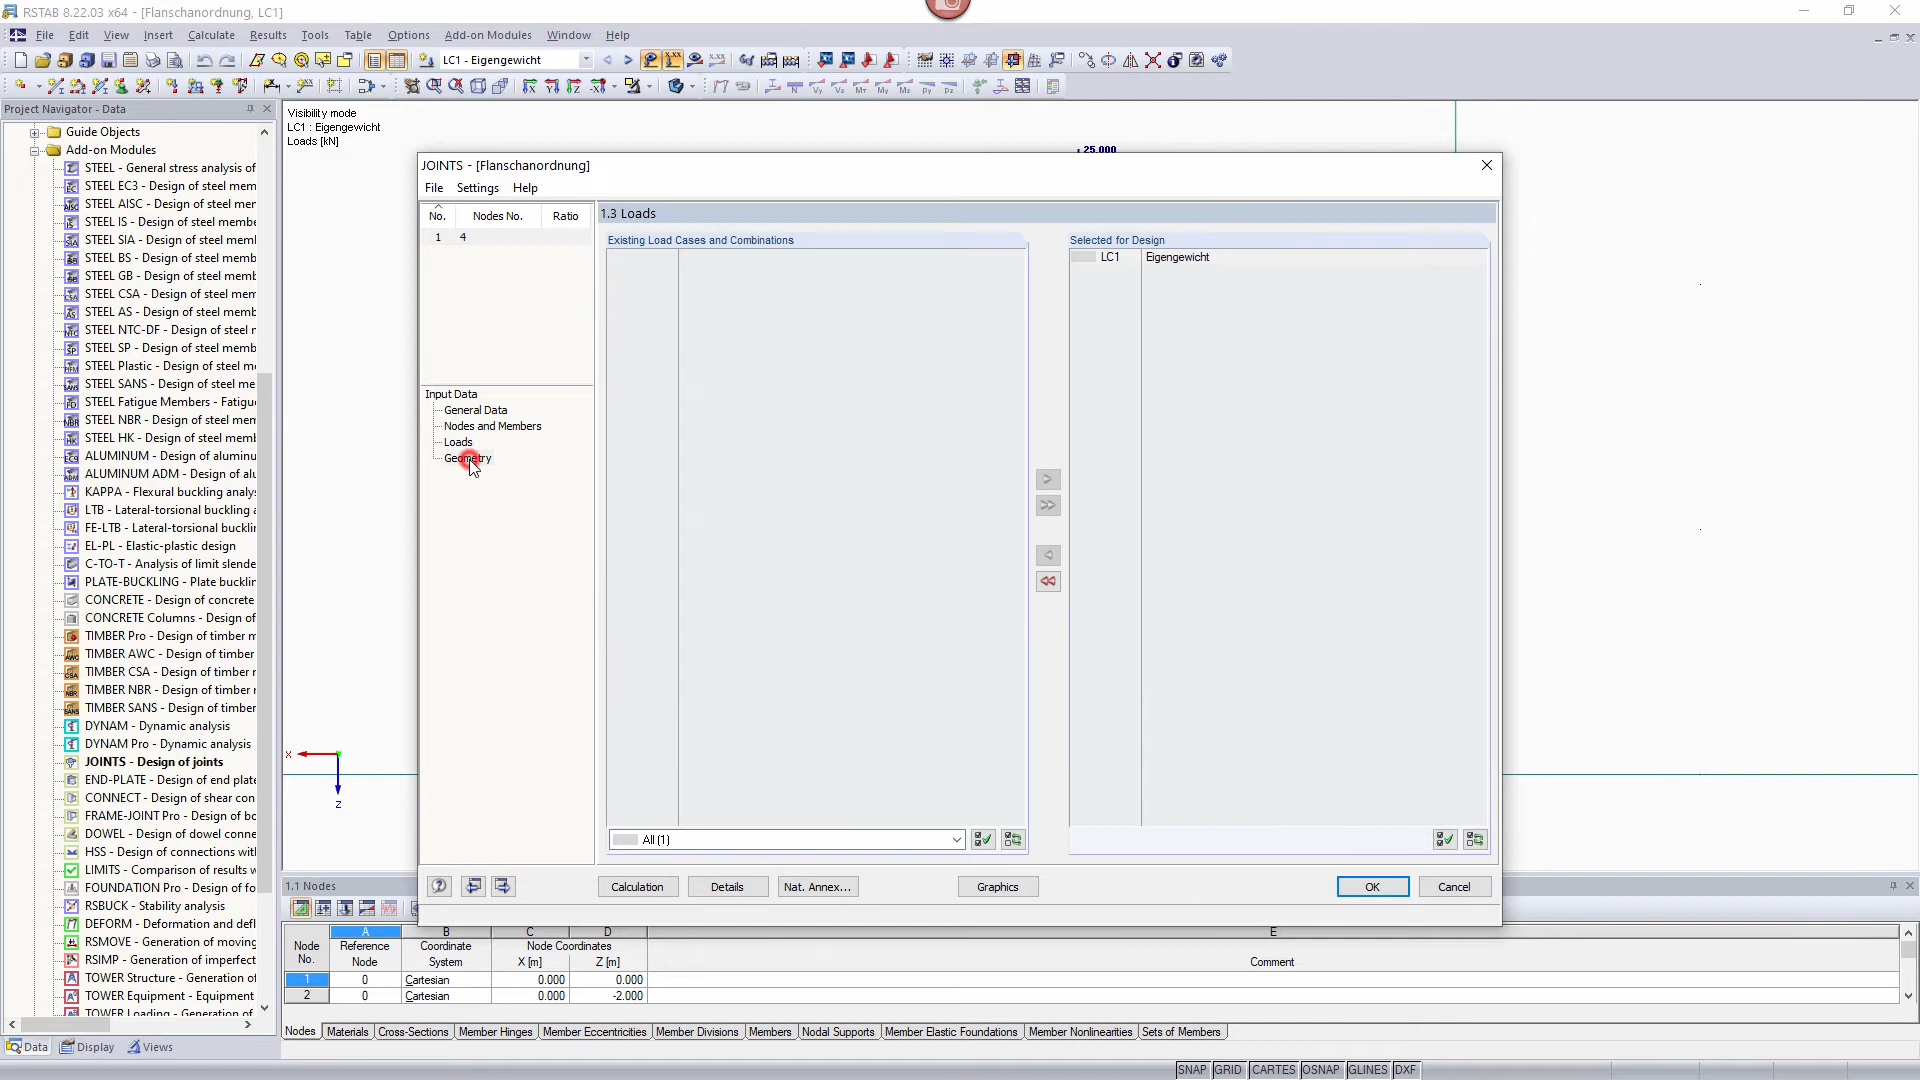 RSTAB 8.22.03 x64 - [Flanschanordnung, LC1]
File Edit View Insert Calculate Results Tools Table Options Add-on Modules Window Help
LC1 - Eigengewicht
Project Navigator - Data
Guide Objects
Add-on Modules
STEEL - General stress analysis of
STEEL EC3 - Design of steel mem
STEEL AISC - Design of steel mem
STEEL IS - Design of steel membe
STEEL SIA - Design of steel memb
STEEL BS - Design of steel memb
STEEL GB - Design of steel memb
STEEL CSA - Design of steel mem
STEEL AS - Design of steel memb
STEEL NTC-DF - Design of steel m
STEEL SP - Design of steel memb
STEEL Plastic - Design of steel me
STEEL SANS - Design of steel me
STEEL Fatigue Members - Fatigue
STEEL NBR - Design of steel mem
STEEL HK - Design of steel memb
ALUMINUM - Design of aluminu
ALUMINUM ADM - Design of alu
KAPPA - Flexural buckling analys
LTB - Lateral-torsional buckling a
FE-LTB - Lateral-torsional bucklin
EL-PL - Elastic-plastic design
C-TO-T - Analysis of limit slende
PLATE-BUCKLING - Plate bucklin
CONCRETE - Design of concrete
CONCRETE Columns - Design of
TIMBER Pro - Design of timber m
TIMBER AWC - Design of timber
TIMBER CSA - Design of timber r
TIMBER NBR - Design of timber r
TIMBER SANS - Design of timber
DYNAM - Dynamic analysis
DYNAM Pro - Dynamic analysis
JOINTS - Design of joints
END-PLATE - Design of end plate
CONNECT - Design of shear con
FRAME-JOINT Pro - Design of bo
DOWEL - Design of dowel conne
HSS - Design of connections with
LIMITS - Comparison of results w
FOUNDATION Pro - Design of fo
RSBUCK - Stability analysis
DEFORM - Deformation and defl
RSMOVE - Generation of moving
RSIMP - Generation of imperfect
TOWER Structure - Generation of
TOWER Equipment - Equipment
TOWER Loading - Generation of
Data Display Views
Visibility mode
LC1 : Eigengewicht
Loads [kN]
25.000
X
Z
JOINTS - [Flanschanordnung]
File Settings Help
No. Nodes No. Ratio
1 4
Input Data
General Data
Nodes and Members
Loads
Geometry
1.3 Loads
Existing Load Cases and Combinations
Selected for Design
LC1 Eigengewicht
All (1)
Calculation Details Nat. Annex... Graphics OK Cancel
1.1 Nodes
A B C D E
Node No. Reference Node Coordinate System Node Coordinates X [m] Z [m] Comment
1 0 Cartesian 0.000 0.000
2 0 Cartesian 0.000 -2.000
Nodes Materials Cross-Sections Member Hinges Member Eccentricities Member Divisions Members Nodal Supports Member Elastic Foundations Member Nonlinearities Sets of Members
SNAP GRID CARTES OSNAP GLINES DXF